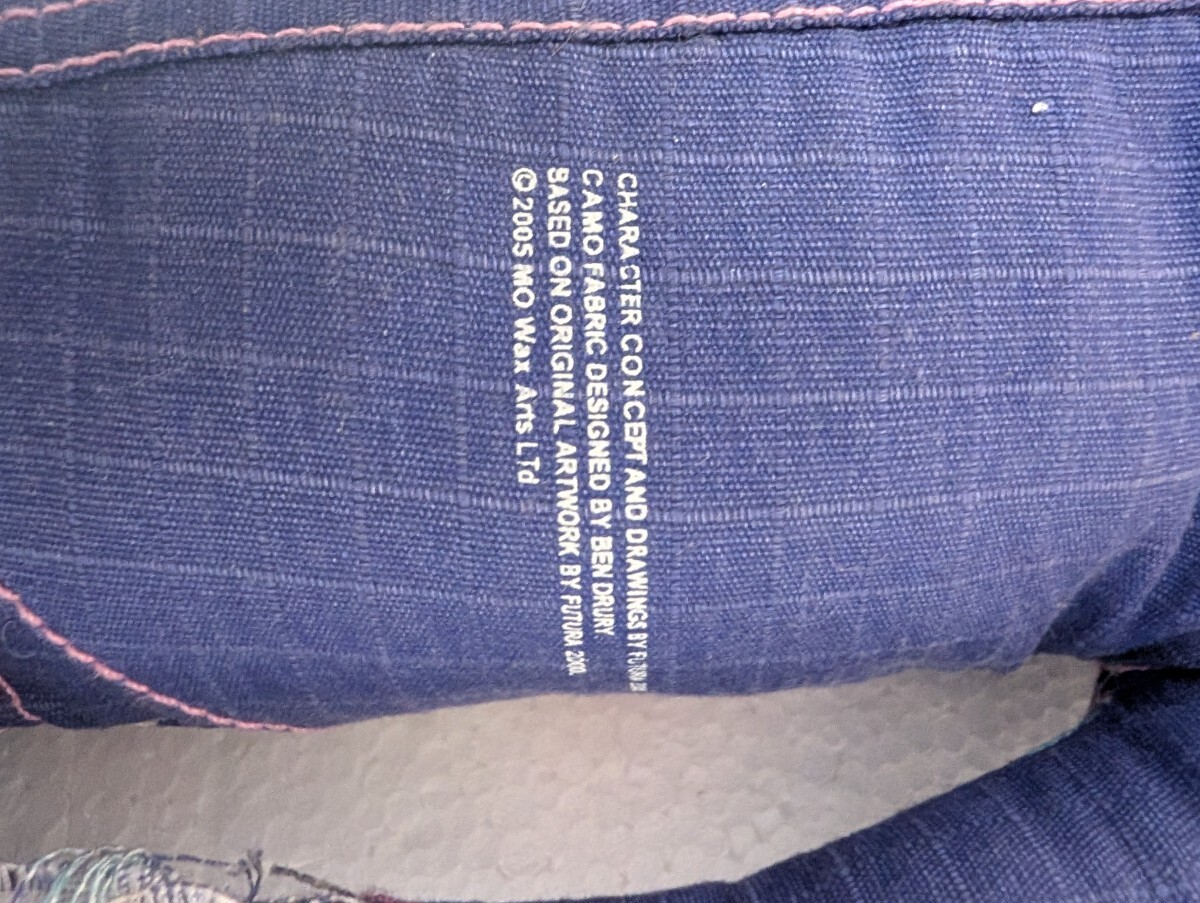 CHARACTER CONCEPT AND DRAWINGS BY
CAMO FABRIC DESIGNED BY BEN DRURY.
BASED ON ORIGINAL ARTWORK BY FUTURA 2000.
© 2005 MO Wax Arts LTd